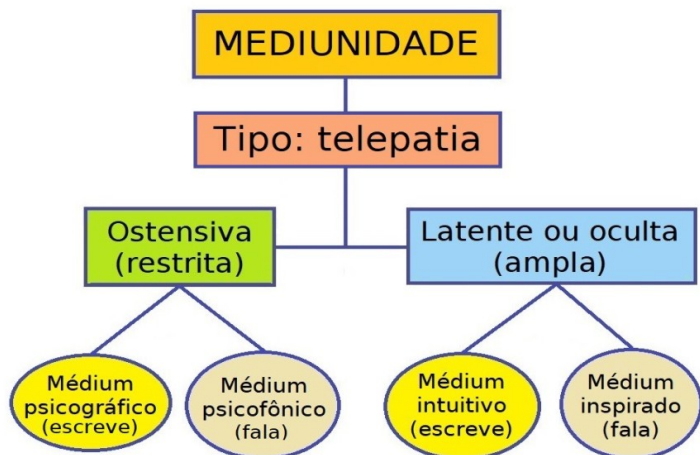 MEDIUNIDADE
Tipo: telepatia
Ostensiva
(restrita)
Latente ou oculta
(ampla)
Médium
psicográfico
(escreve)
Médium
psicofônico
(fala)
Médium
intuitivo
(escreve)
Médium
inspirado
(fala)